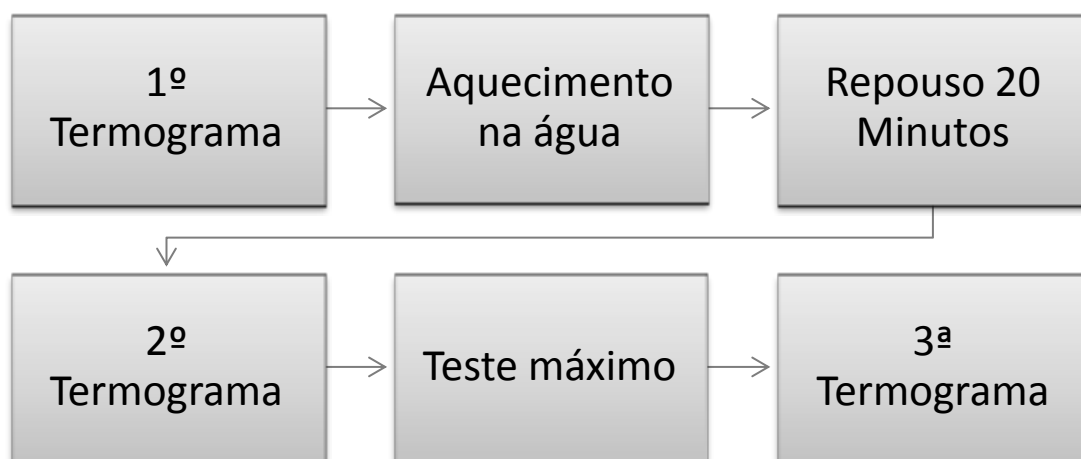 1º
Termograma
Aquecimento
na água
Repouso 20
Minutos
2º
Termograma
Teste máximo
3ª
Termograma